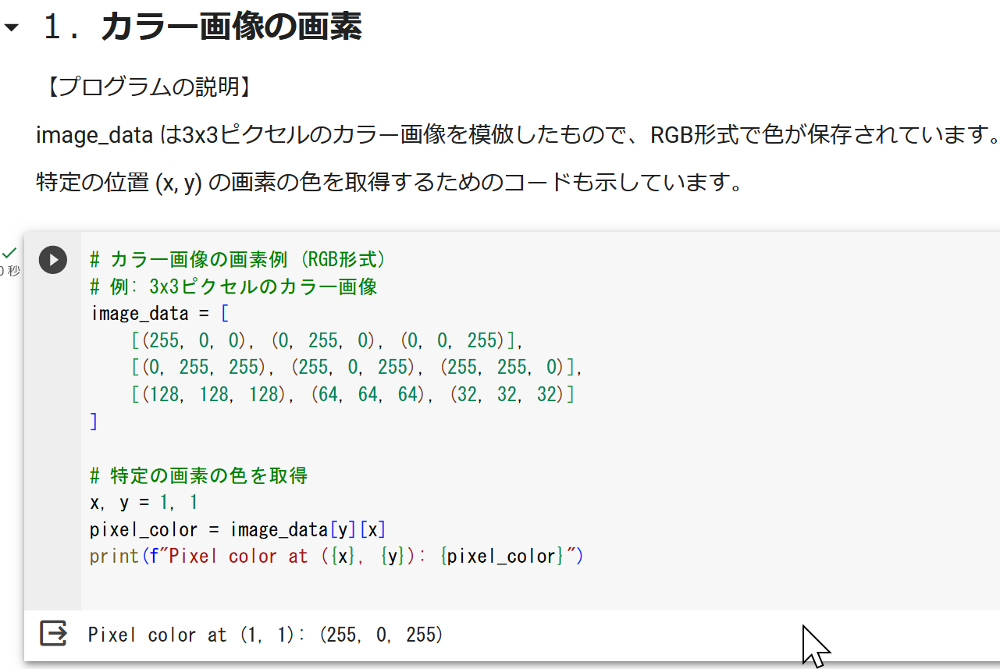 1. カラー画像の画素
【プログラムの説明】
image_data は3x3ピクセルのカラー画像を模倣したもので、RGB形式で色が保存されています。
特定の位置 (x, y) の画素の色を取得するためのコードも示しています。
0 秒
# カラー画像の画素例 (RGB形式)
# 例: 3x3ピクセルのカラー画像
image_data = [
    [(255, 0, 0), (0, 255, 0), (0, 0, 255)],
    [(0, 255, 255), (255, 0, 255), (255, 255, 0)],
    [(128, 128, 128), (64, 64, 64), (32, 32, 32)]
]
# 特定の画素の色を取得
x, y = 1, 1
pixel_color = image_data[y][x]
print(f"Pixel color at ({x}, {y}): {pixel_color}")
Pixel color at (1, 1): (255, 0, 255)